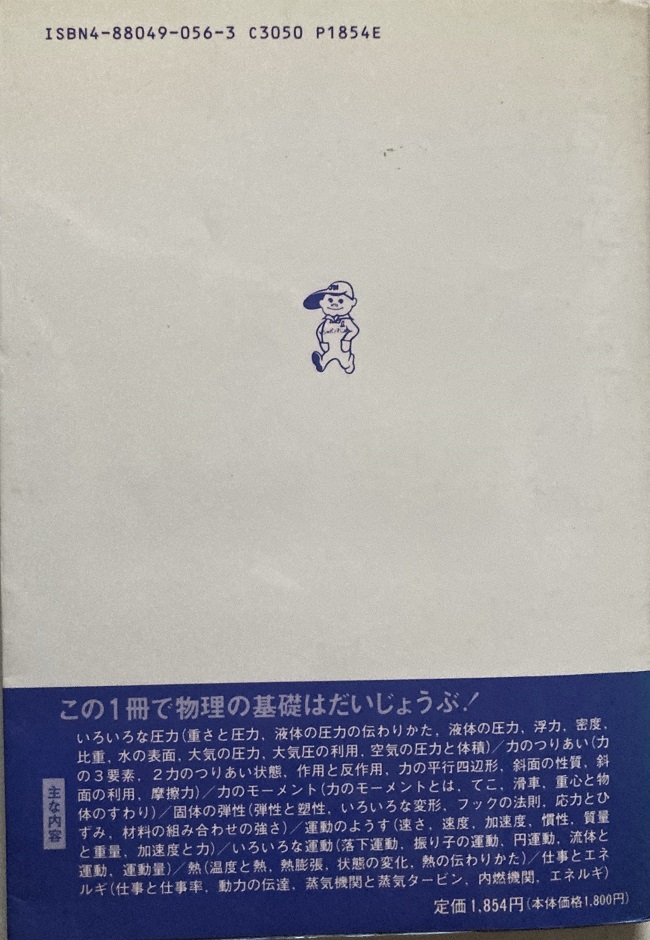 ISBN4-88049-056-3 C3050 P1854E
この1冊で物理の基礎はだいじょうぶ！
主な内容
いろいろな圧力(重さと圧力、液体の圧力の伝わりかた、液体の圧力、浮力、密度、
比重、水の表面、大気の圧力、大気圧の利用、空気の圧力と体積)／力のつりあい(力
の3要素、2力のつりあい状態、作用と反作用、力の平行四辺形、斜面の性質、斜
面の利用、摩擦力)／力のモーメント(力のモーメントとは、てこ、滑車、重心と物
体のすわり)／固体の弾性(弾性と塑性、いろいろな変形、フックの法則、応力とひ
ずみ、材料の組み合わせの強さ)／運動のようす(速さ、速度、加速度、慣性、質量
と重量、加速度と力)／いろいろな運動(落下運動、振り子の運動、円運動、流体と
運動、運動量)／熱(温度と熱、熱膨張、状態の変化、熱の伝わりかた)／仕事とエネ
ルギ(仕事と仕事率、動力の伝達、蒸気機関と蒸気タービン、内燃機関、エネルギ)
定価1,854円(本体価格1,800円)